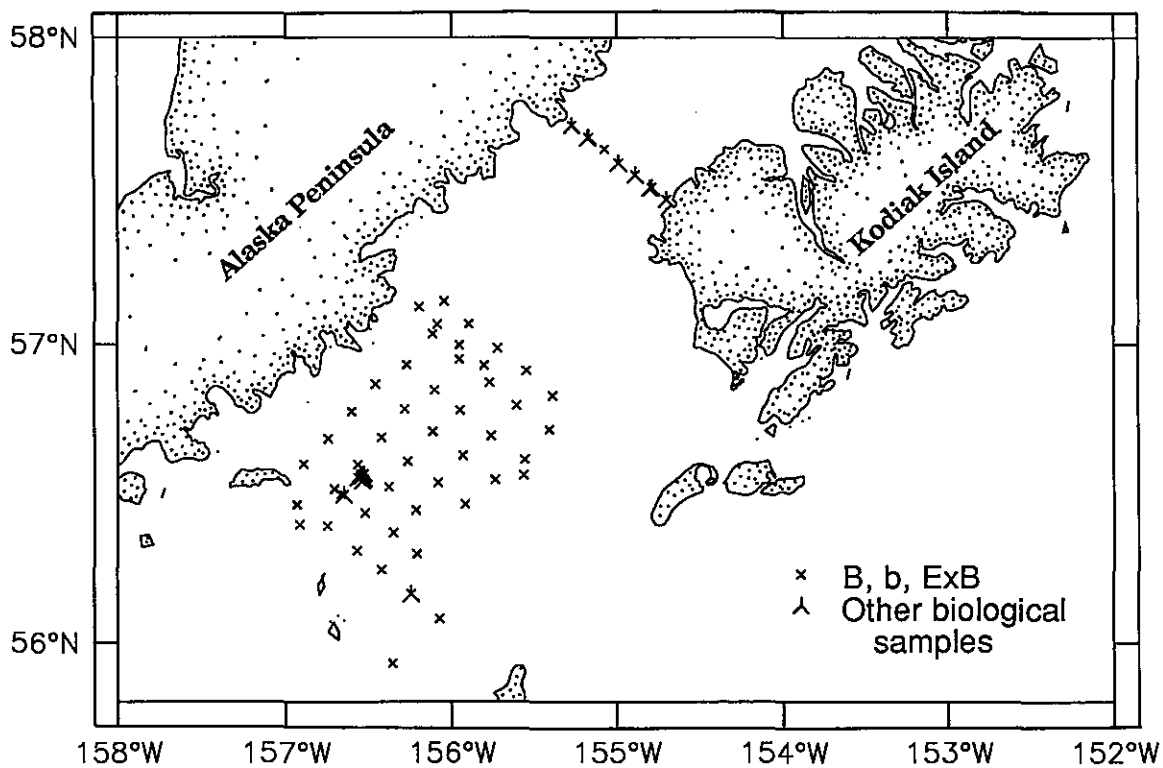 58°N
57°N
56°N
Alaska Peninsula
Kodiak Island
B, b, ExB
Other biological
samples
158°W 157°W 156°W 155°W 154°W 153°W 152°W